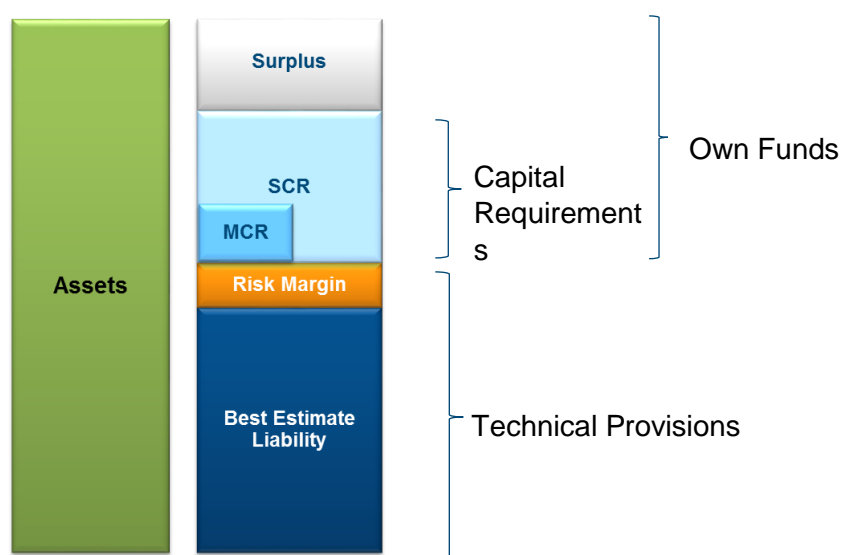 Surplus
Own Funds
Capital
Requirement
s
SCR
MCR
Assets
Risk Margin
Best Estimate
Liability
Technical Provisions